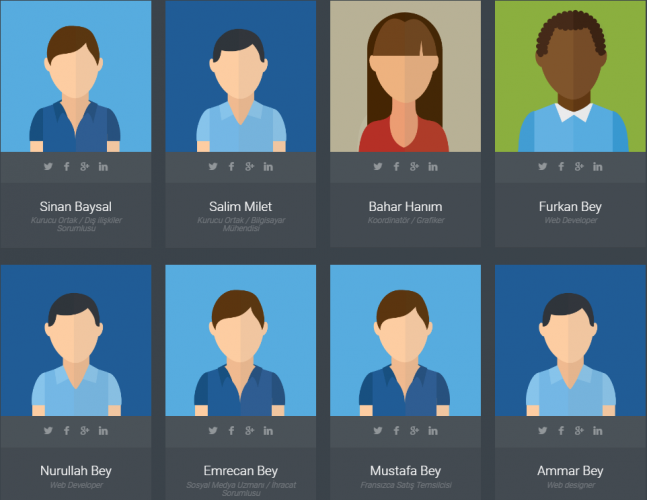 Sinan Baysal
Kurucu Ortak / Dış ilişkiler
Sorumlusu
Salim Milet
Kurucu Ortak / Bilgisayar
Mühendisi
Bahar Hanım
Koordinatör / Grafiker
Furkan Bey
Web Developer
Nurullah Bey
Web Developer
Emrecan Bey
Sosyal Medya Uzmanı / İhracat
Sorumlusu
Mustafa Bey
Fransızca Satış Temsilcisi
Ammar Bey
Web designer